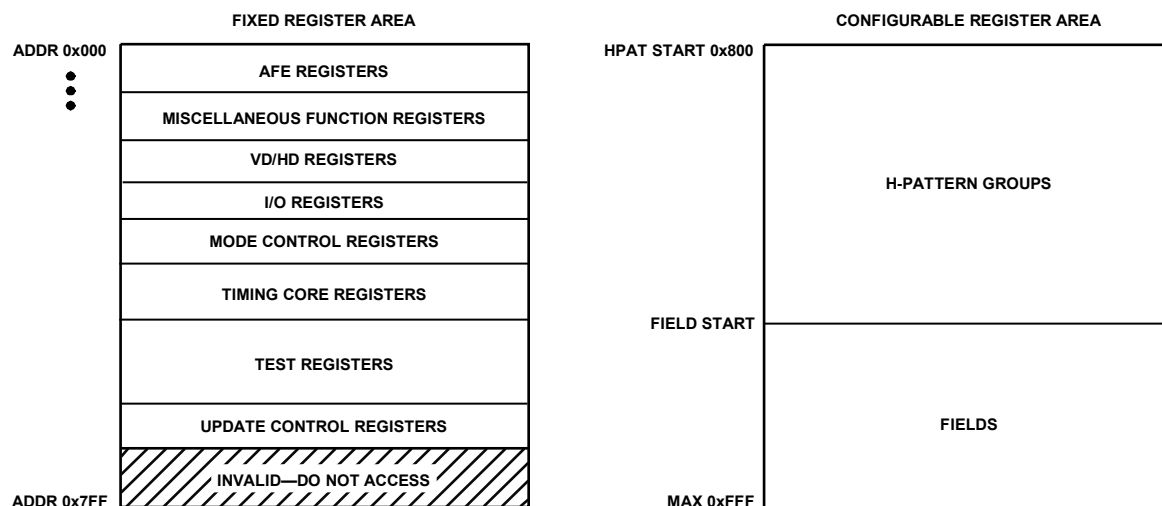 FIXED REGISTER AREA
ADDR 0x000
AFE REGISTERS
MISCELLANEOUS FUNCTION REGISTERS
VD/HD REGISTERS
I/O REGISTERS
MODE CONTROL REGISTERS
TIMING CORE REGISTERS
TEST REGISTERS
UPDATE CONTROL REGISTERS
INVALID—DO NOT ACCESS
ADDR 0x7FF
CONFIGURABLE REGISTER AREA
HPAT START 0x800
H-PATTERN GROUPS
FIELD START
FIELDS
MAX 0xFFF